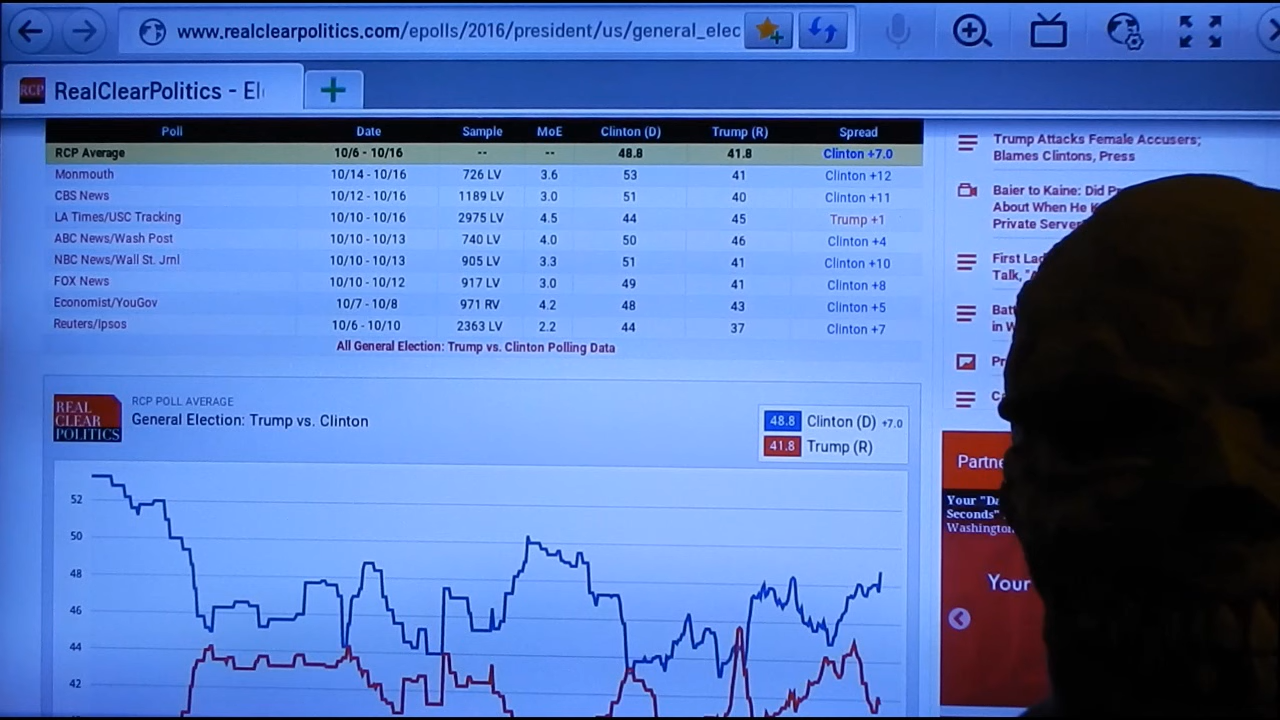 www.realclearpolitics.com/epolls/2016/president/us/general_elec
RCP RealClearPolitics -
Poll Date Sample MoE Clinton (D) Trump (R) Spread
RCP Average 10/6 - 10/16 -- -- 48.8 41.8 Clinton +7.0
Monmouth 10/14 - 10/16 726 LV 3.6 53 41 Clinton +12
CBS News 10/12 - 10/16 1189 LV 3.0 51 40 Clinton +11
LA Times/USC Tracking 10/10 - 10/16 2975 LV 4.5 44 45 Trump +1
ABC News/Wash Post 10/10 - 10/13 740 LV 4.0 50 46 Clinton +4
NBC News/Wall St. Jrnl 10/10 - 10/13 905 LV 3.3 51 41 Clinton +10
FOX News 10/10 - 10/12 917 LV 3.0 49 41 Clinton +8
Economist/YouGov 10/7 - 10/8 971 RV 4.2 48 43 Clinton +5
Reuters/Ipsos 10/6 - 10/10 2363 LV 2.2 44 37 Clinton +7
All General Election: Trump vs. Clinton Polling Data
Trump Attacks Female Accusers;
Blames Clintons, Press
Baier to Kaine: Did
About When He
Private Server
First
Talk,
in
REAL
CLEAR
POLITICS
RCP POLL AVERAGE
General Election: Trump vs. Clinton
48.8 Clinton (D) +7.0
41.8 Trump (R)
52
50
48
46
44
42
Your
Seconds"
Washington
Your